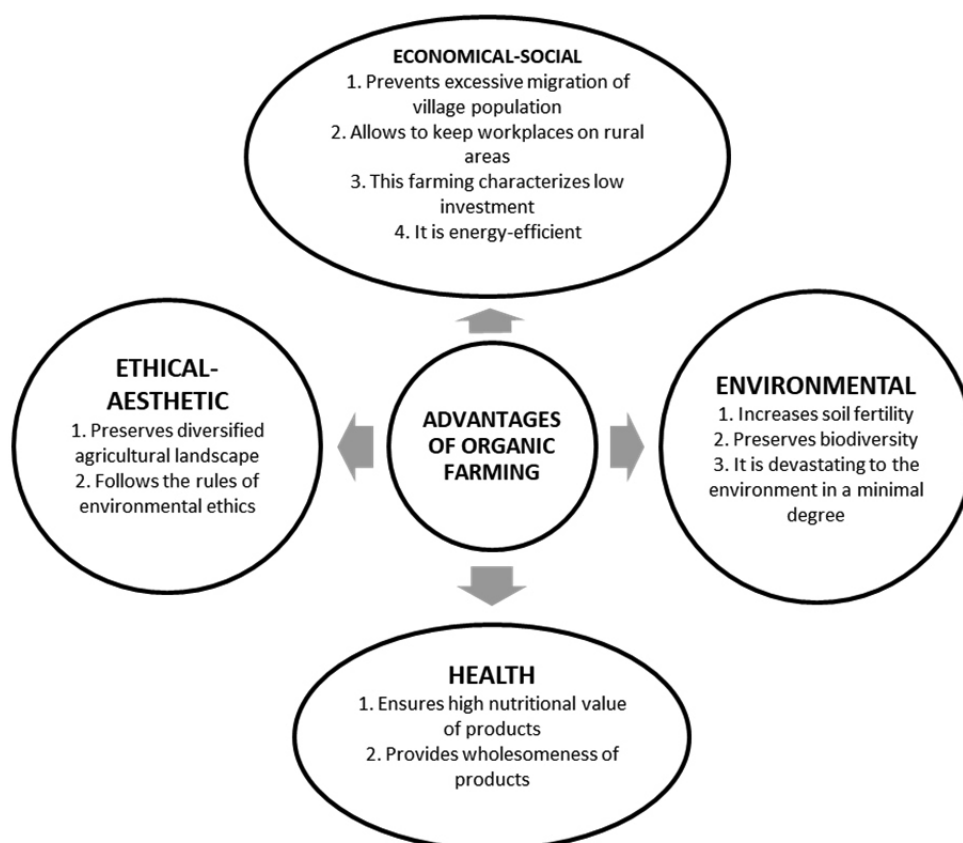 ECONOMICAL-SOCIAL
1. Prevents excessive migration of
village population
2. Allows to keep workplaces on rural
areas
3. This farming characterizes low
investment
4. It is energy-efficient
ETHICAL-
AESTHETIC
1. Preserves diversified
agricultural landscape
2. Follows the rules of
environmental ethics
ADVANTAGES
OF ORGANIC
FARMING
ENVIRONMENTAL
1. Increases soil fertility
2. Preserves biodiversity
3. It is devastating to the
environment in a minimal
degree
HEALTH
1. Ensures high nutritional value
of products
2. Provides wholesomeness of
products